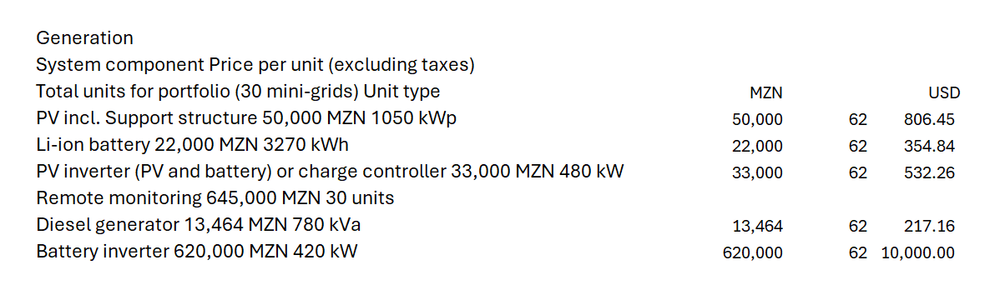 Generation
System component Price per unit (excluding taxes)
Total units for portfolio (30 mini-grids) Unit type MZN USD
PV incl. Support structure 50,000 MZN 1050 kWp 50,000 62 806.45
Li-ion battery 22,000 MZN 3270 kWh 22,000 62 354.84
PV inverter (PV and battery) or charge controller 33,000 MZN 480 kW 33,000 62 532.26
Remote monitoring 645,000 MZN 30 units
Diesel generator 13,464 MZN 780 kVa 13,464 62 217.16
Battery inverter 620,000 MZN 420 kW 620,000 62 10,000.00